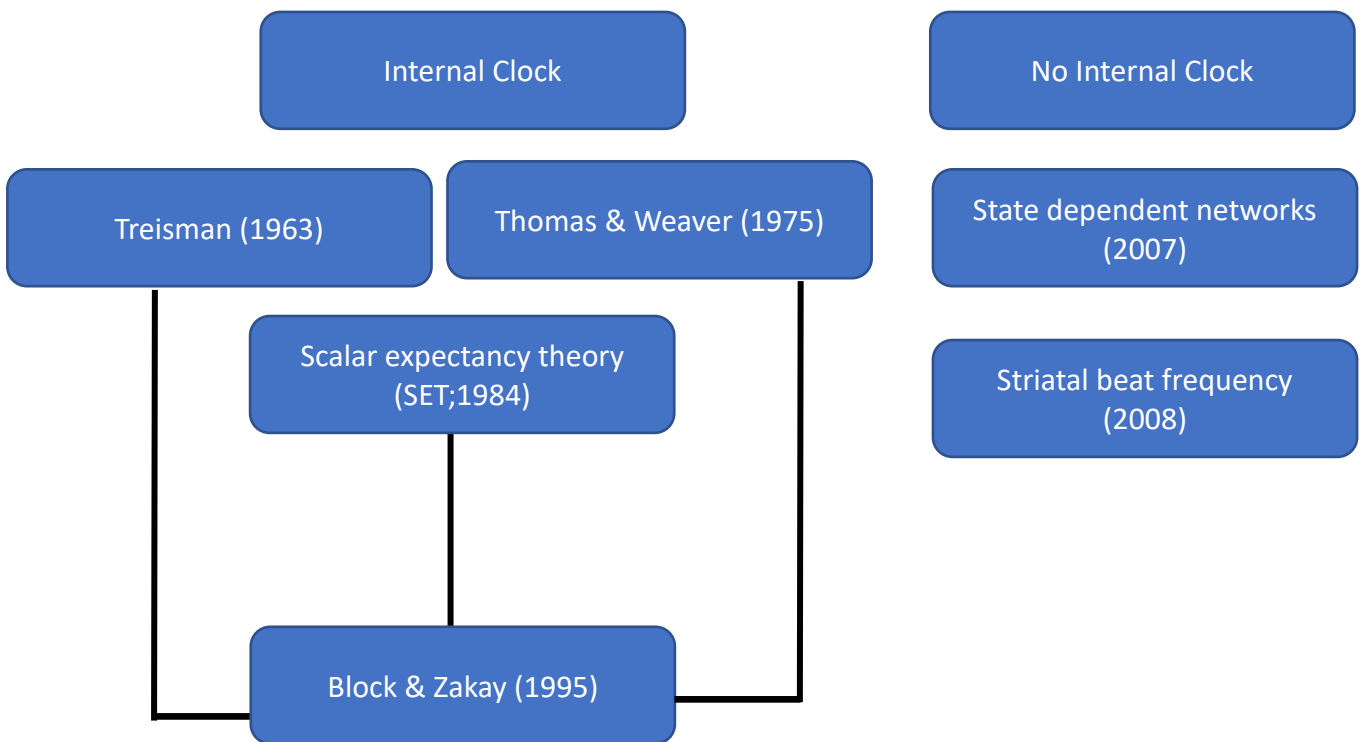 Internal Clock
No Internal Clock
Treisman (1963)
Thomas & Weaver (1975)
State dependent networks
(2007)
Scalar expectancy theory
(SET;1984)
Striatal beat frequency
(2008)
Block & Zakay (1995)